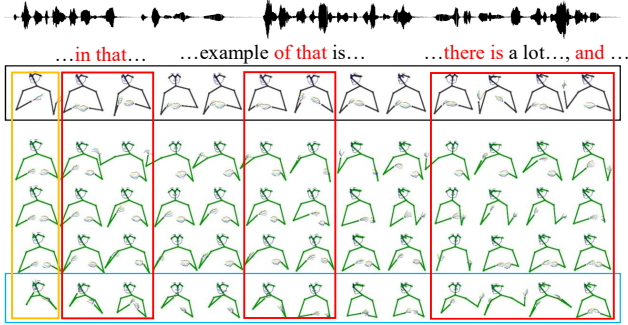 …in that… …example of that is… …there is a lot…, and …